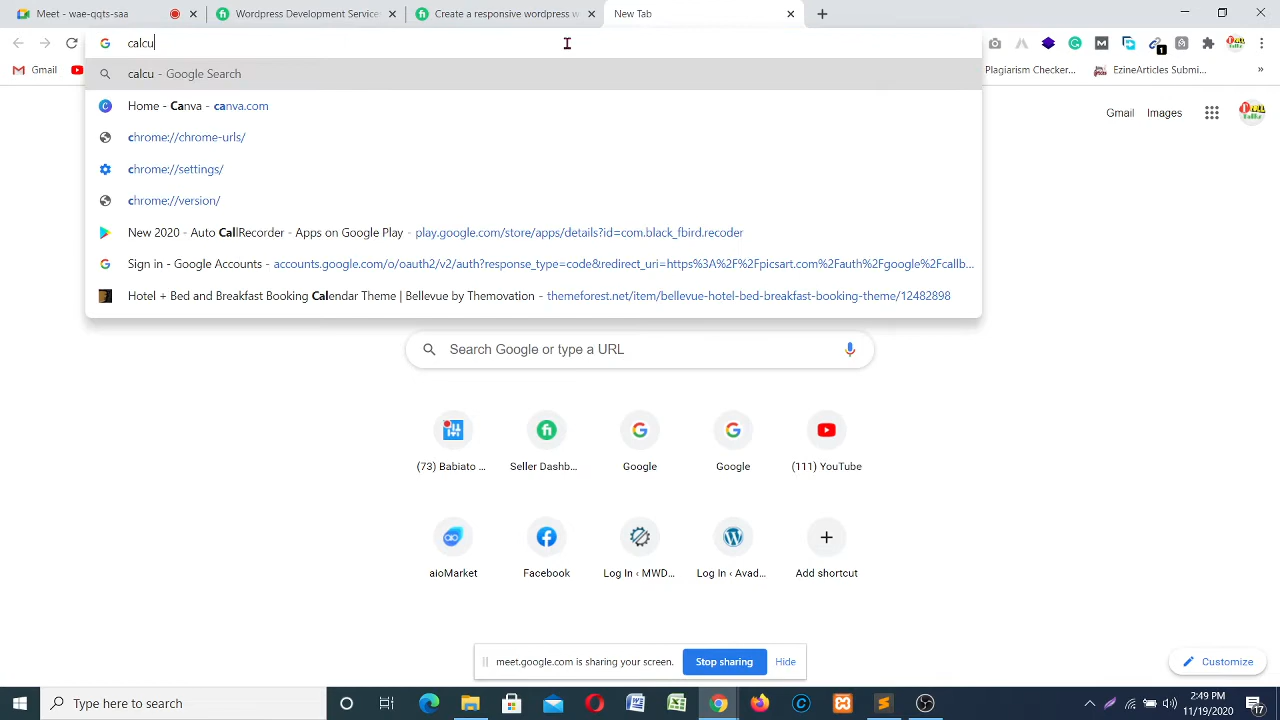 Meet - wae-qqts-eta
Wordpress Development Service
Create a responsive wordpress w
New Tab
calcu
Gmail
Plagiarism Checker...
EzineArticles Submi...
»
calcu - Google Search
Home - Canva - canva.com
chrome://chrome-urls/
chrome://settings/
chrome://version/
New 2020 - Auto CallRecorder - Apps on Google Play - play.google.com/store/apps/details?id=com.black_fbird.recoder
Sign in - Google Accounts - accounts.google.com/o/oauth2/v2/auth?response_type=code&redirect_uri=https%3A%2F%2Fpicsart.com%2Fauth%2Fgoogle%2Fcallb...
Hotel + Bed and Breakfast Booking Calendar Theme | Bellevue by Themovation - themeforest.net/item/bellevue-hotel-bed-breakfast-booking-theme/12482898
Gmail Images
Search Google or type a URL
(73) Babiato ...
Seller Dashb...
Google
Google
(111) YouTube
aioMarket
Facebook
Log In ‹ MWD...
Log In ‹ Avad...
Add shortcut
meet.google.com is sharing your screen.
Stop sharing
Hide
Customize
Type here to search
2:49 PM
11/19/2020